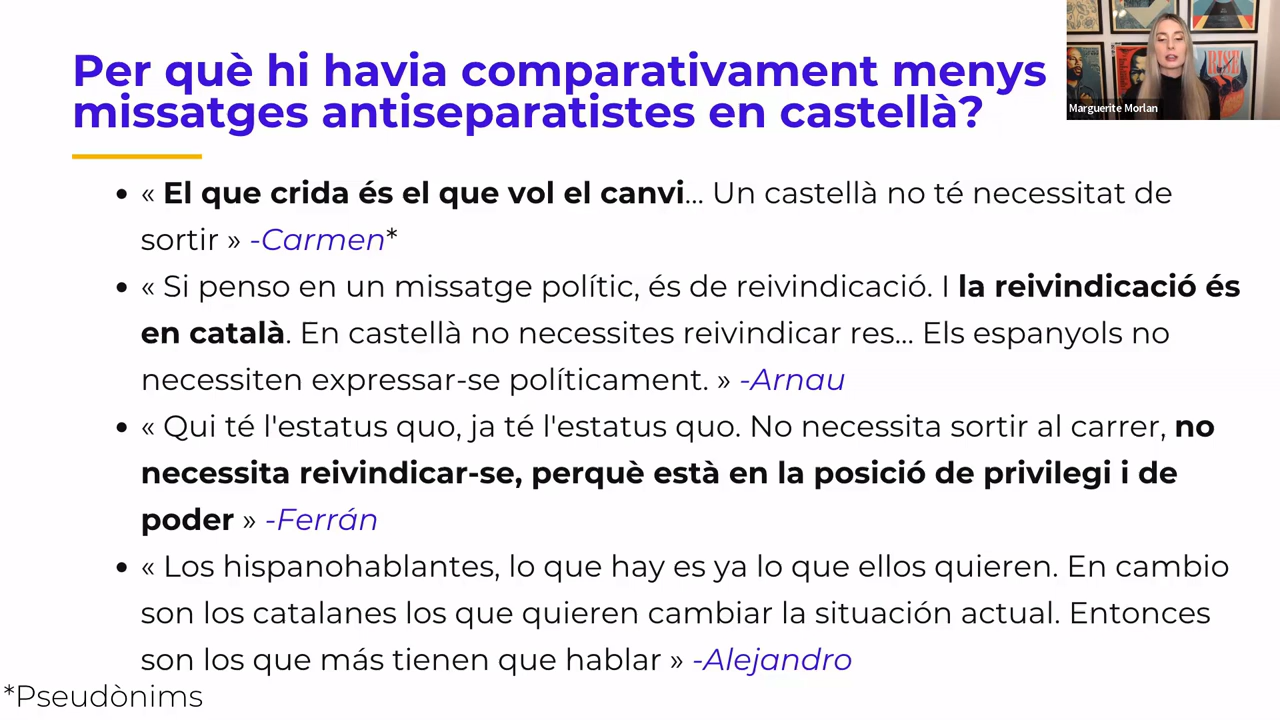 Per què hi havia comparativament menys
missatges antiseparatistes en castellà?
Marguerite Morlan
• « El que crida és el que vol el canvi... Un castellà no té necessitat de
sortir » -Carmen*
• « Si penso en un missatge polític, és de reivindicació. I la reivindicació és
en català. En castellà no necessites reivindicar res... Els espanyols no
necessiten expressar-se políticament. » -Arnau
• « Qui té l'estatus quo, ja té l'estatus quo. No necessita sortir al carrer, no
necessita reivindicar-se, perquè està en la posició de privilegi i de
poder » -Ferrán
• « Los hispanohablantes, lo que hay es ya lo que ellos quieren. En cambio
son los catalanes los que quieren cambiar la situación actual. Entonces
son los que más tienen que hablar » -Alejandro
*Pseudònims